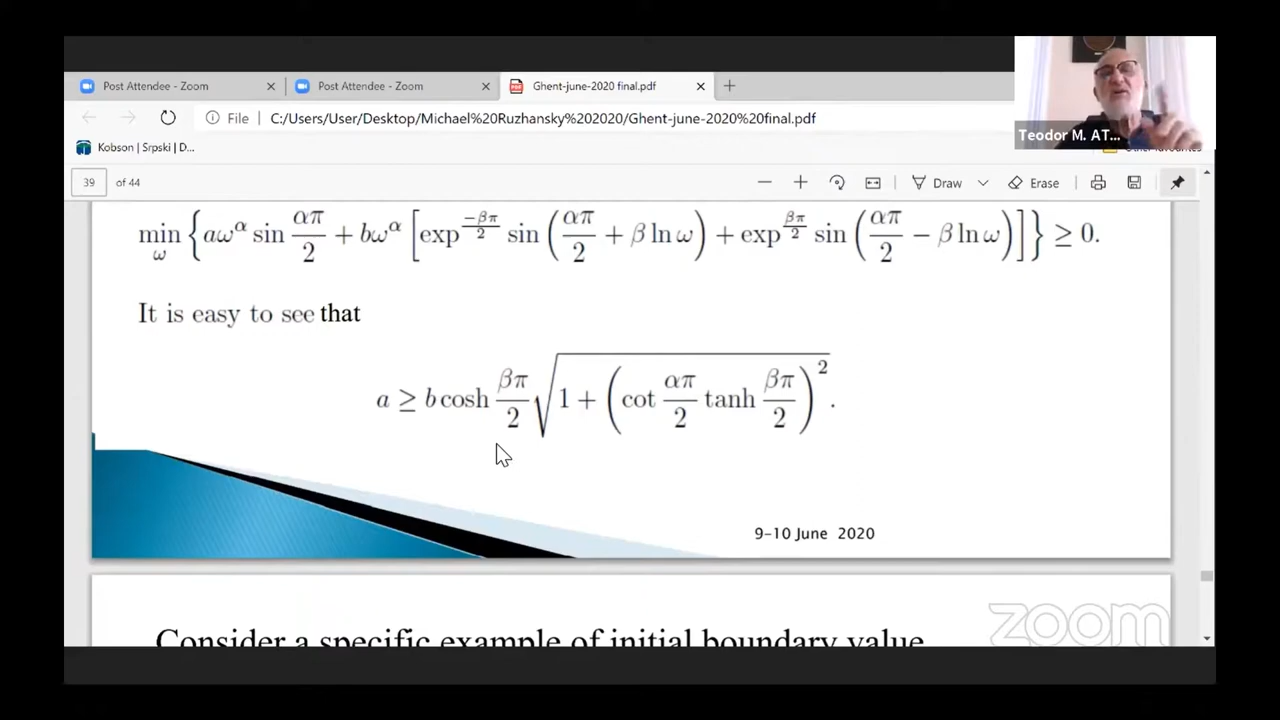 Post Attendee - Zoom
Post Attendee - Zoom
Ghent-june-2020 final.pdf
File C:/Users/User/Desktop/Michael%20Ruzhansky%202020/Ghent-june-2020%20final.pdf
Teodor M. AT...
Kobson | Srpski | D...
39 of 44
Draw
Erase
min_ω {aω^α sin απ/2 + bω^α [exp^(-βπ/2) sin (απ/2 + β ln ω) + exp^(βπ/2) sin (απ/2 − β ln ω)]} ≥ 0.
It is easy to see that
a ≥ b cosh βπ/2 √(1 + (cot απ/2 tanh βπ/2)^2).
9-10 June 2020
Consider a specific example of initial boundary value
zoom